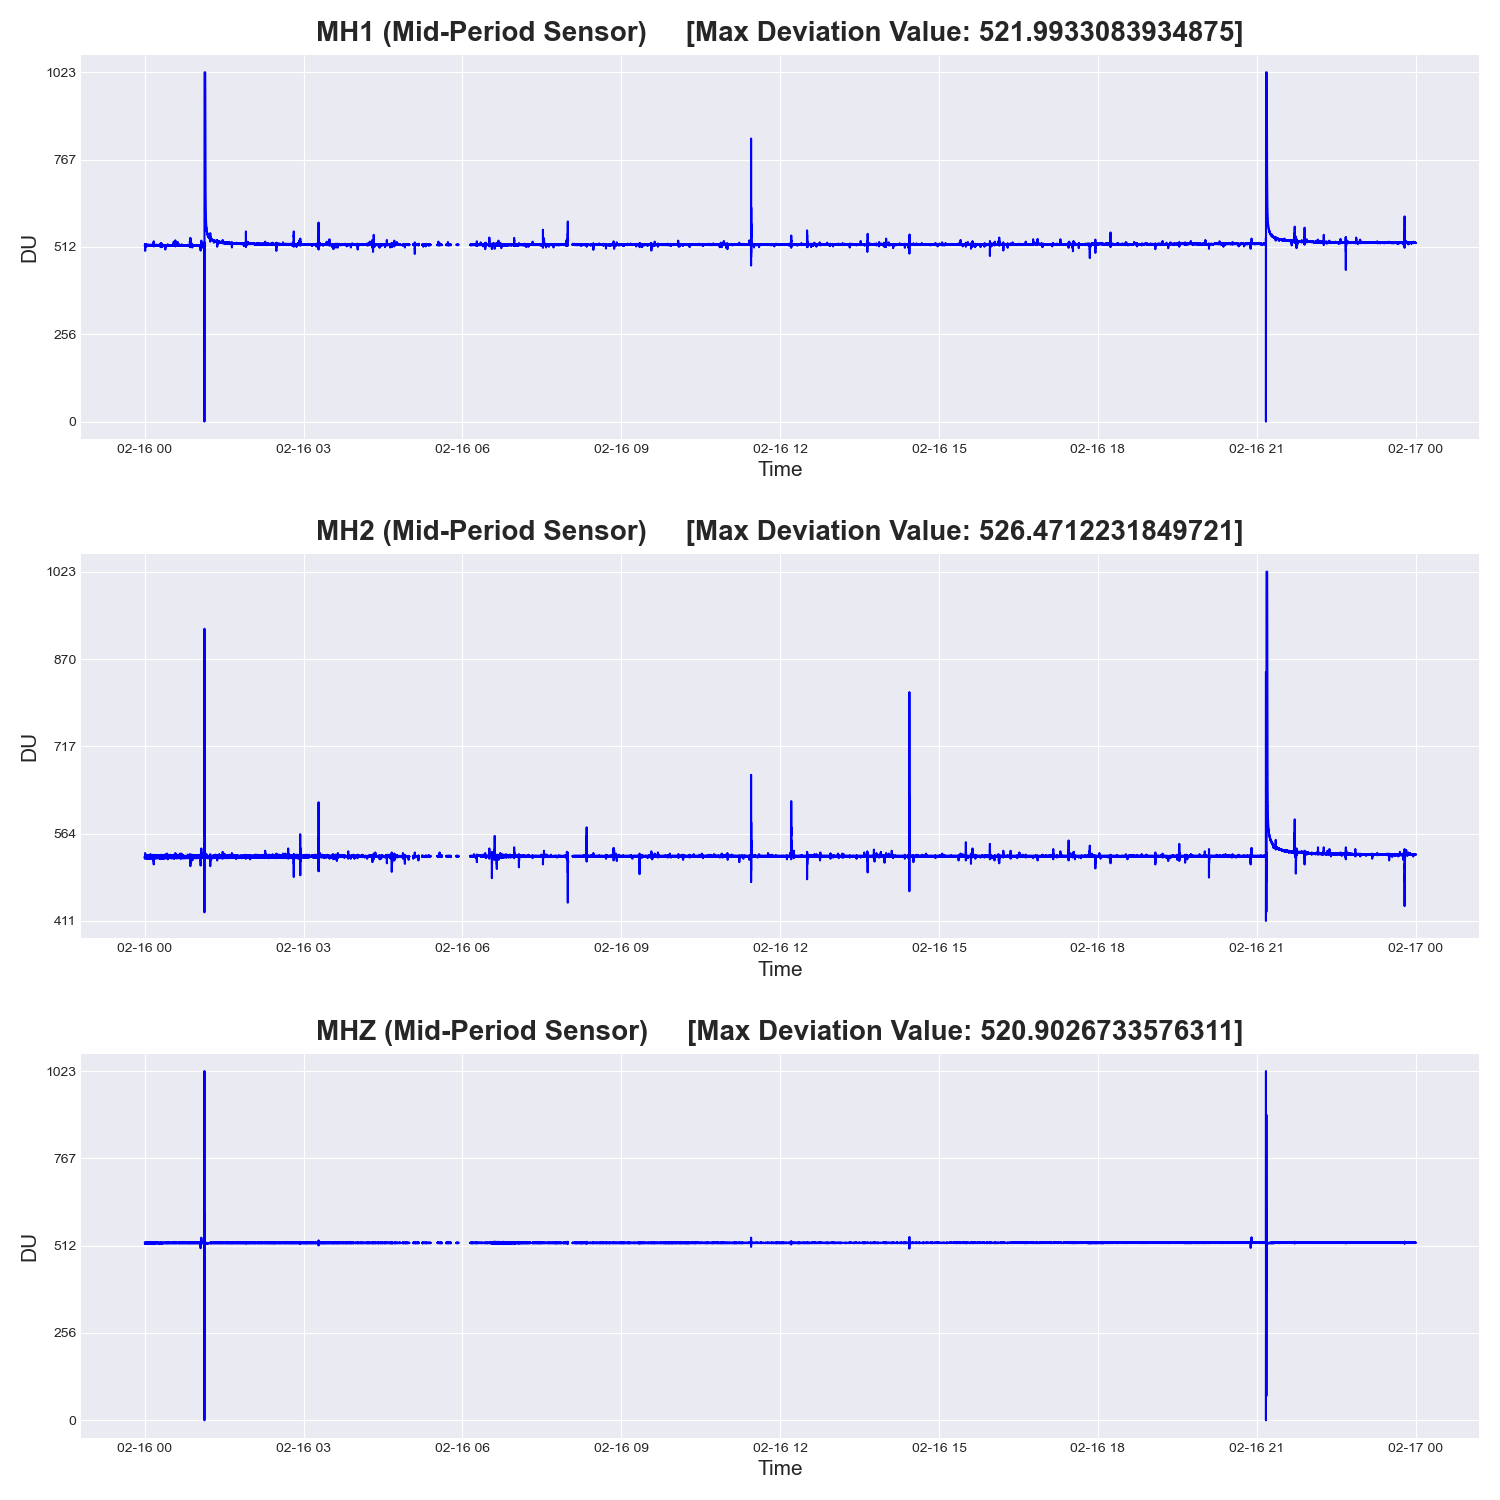 MH1 (Mid-Period Sensor) [Max Deviation Value: 521.9933083934875]
1023
767
512
256
0
DU
02-16 00 02-16 03 02-16 06 02-16 09 02-16 12 02-16 15 02-16 18 02-16 21 02-17 00
Time
MH2 (Mid-Period Sensor) [Max Deviation Value: 526.4712231849721]
1023
870
717
564
411
DU
02-16 00 02-16 03 02-16 06 02-16 09 02-16 12 02-16 15 02-16 18 02-16 21 02-17 00
Time
MHZ (Mid-Period Sensor) [Max Deviation Value: 520.9026733576311]
1023
767
512
256
0
DU
02-16 00 02-16 03 02-16 06 02-16 09 02-16 12 02-16 15 02-16 18 02-16 21 02-17 00
Time